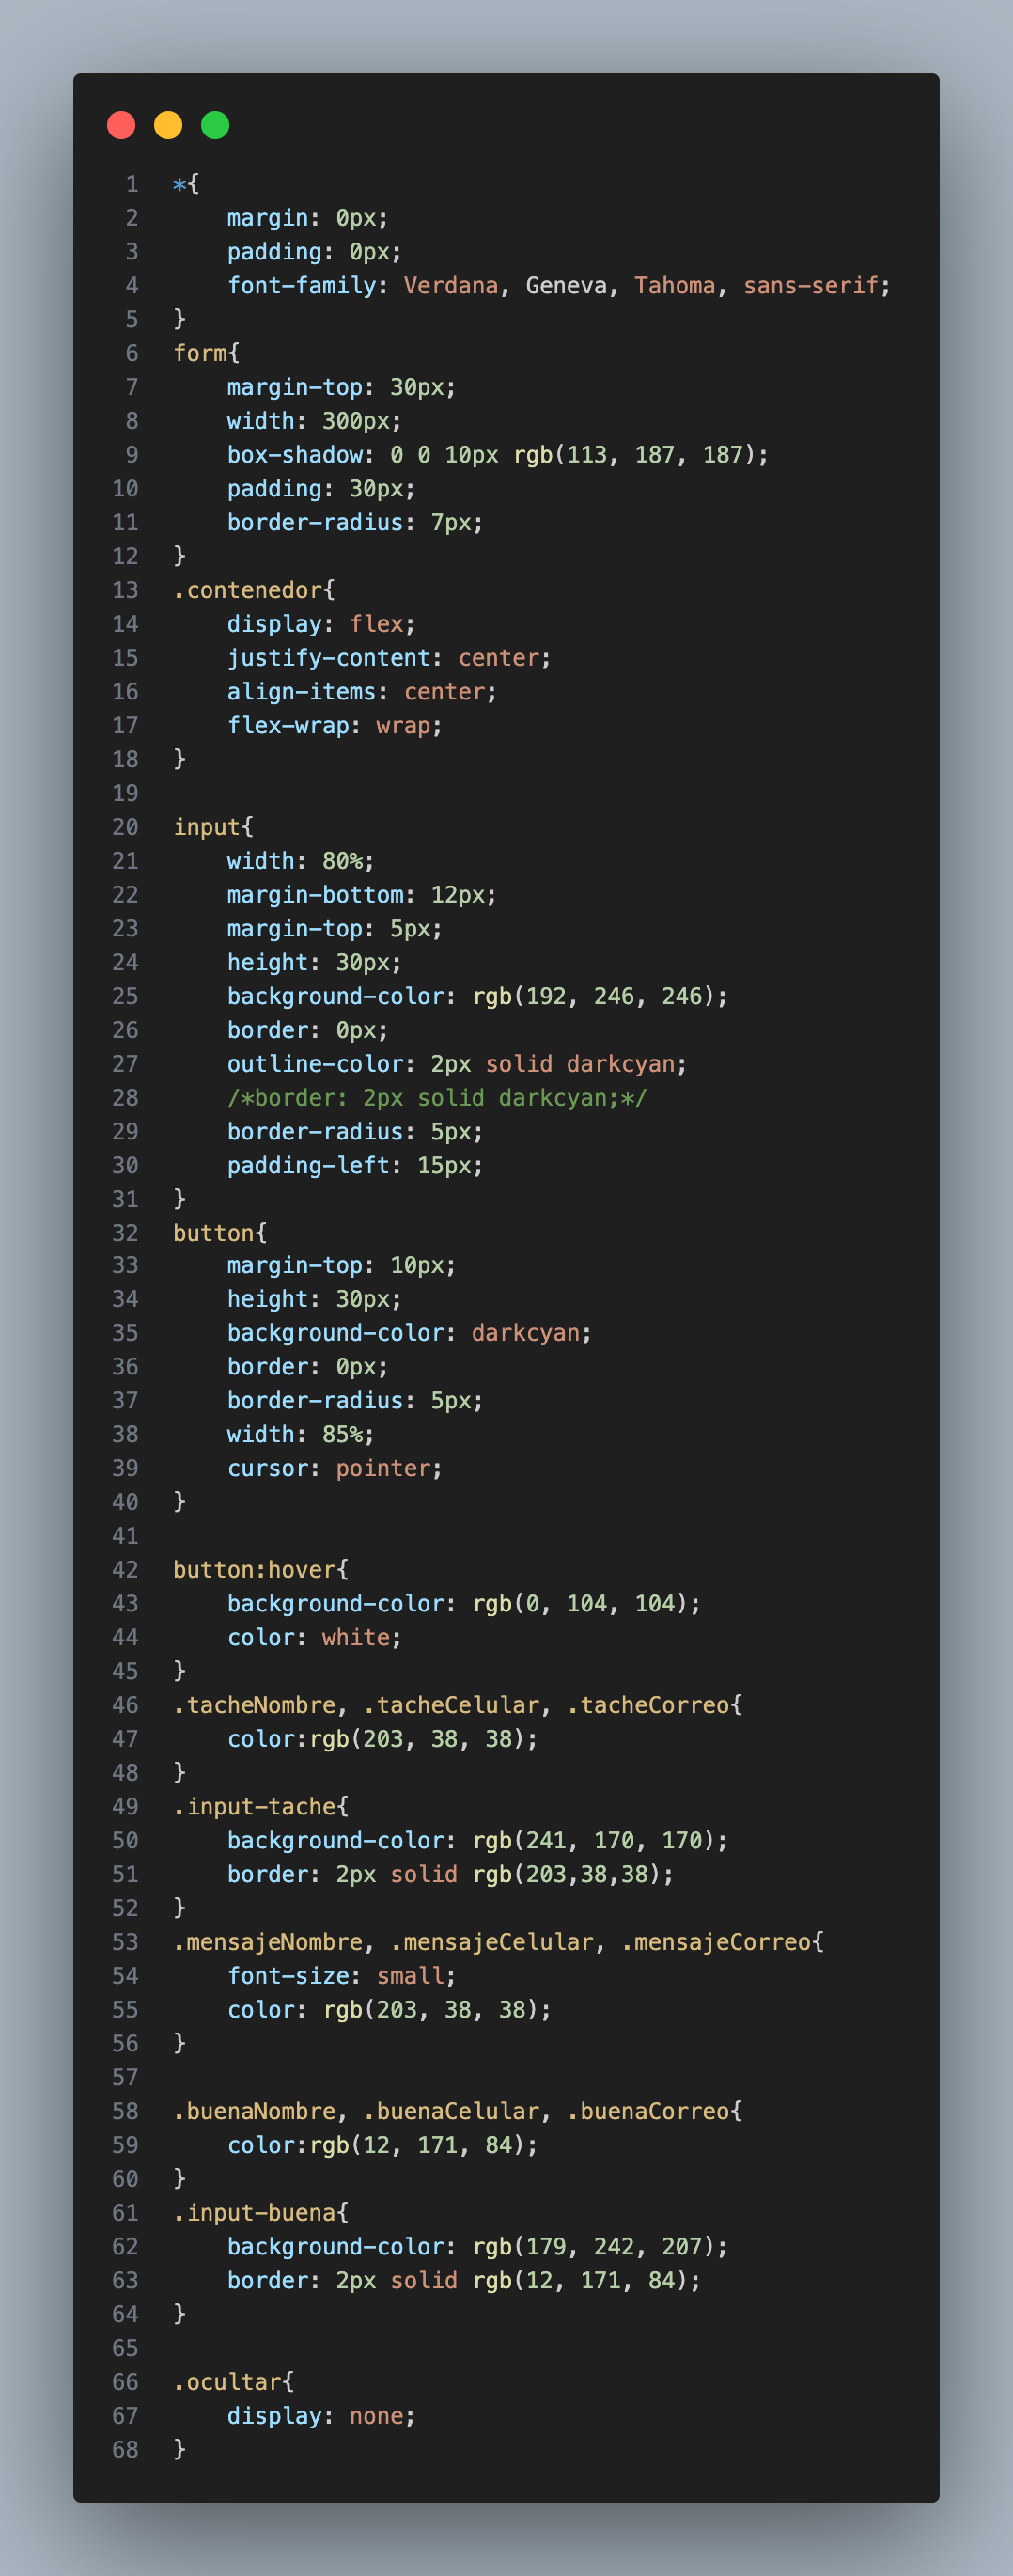 1 *{
2 margin: 0px;
3 padding: 0px;
4 font-family: Verdana, Geneva, Tahoma, sans-serif;
5 }
6 form{
7 margin-top: 30px;
8 width: 300px;
9 box-shadow: 0 0 10px rgb(113, 187, 187);
10 padding: 30px;
11 border-radius: 7px;
12 }
13 .contenedor{
14 display: flex;
15 justify-content: center;
16 align-items: center;
17 flex-wrap: wrap;
18 }
19
20 input{
21 width: 80%;
22 margin-bottom: 12px;
23 margin-top: 5px;
24 height: 30px;
25 background-color: rgb(192, 246, 246);
26 border: 0px;
27 outline-color: 2px solid darkcyan;
28 /*border: 2px solid darkcyan;*/
29 border-radius: 5px;
30 padding-left: 15px;
31 }
32 button{
33 margin-top: 10px;
34 height: 30px;
35 background-color: darkcyan;
36 border: 0px;
37 border-radius: 5px;
38 width: 85%;
39 cursor: pointer;
40 }
41
42 button:hover{
43 background-color: rgb(0, 104, 104);
44 color: white;
45 }
46 .tacheNombre, .tacheCelular, .tacheCorreo{
47 color:rgb(203, 38, 38);
48 }
49 .input-tache{
50 background-color: rgb(241, 170, 170);
51 border: 2px solid rgb(203,38,38);
52 }
53 .mensajeNombre, .mensajeCelular, .mensajeCorreo{
54 font-size: small;
55 color: rgb(203, 38, 38);
56 }
57
58 .buenaNombre, .buenaCelular, .buenaCorreo{
59 color:rgb(12, 171, 84);
60 }
61 .input-buena{
62 background-color: rgb(179, 242, 207);
63 border: 2px solid rgb(12, 171, 84);
64 }
65
66 .ocultar{
67 display: none;
68 }